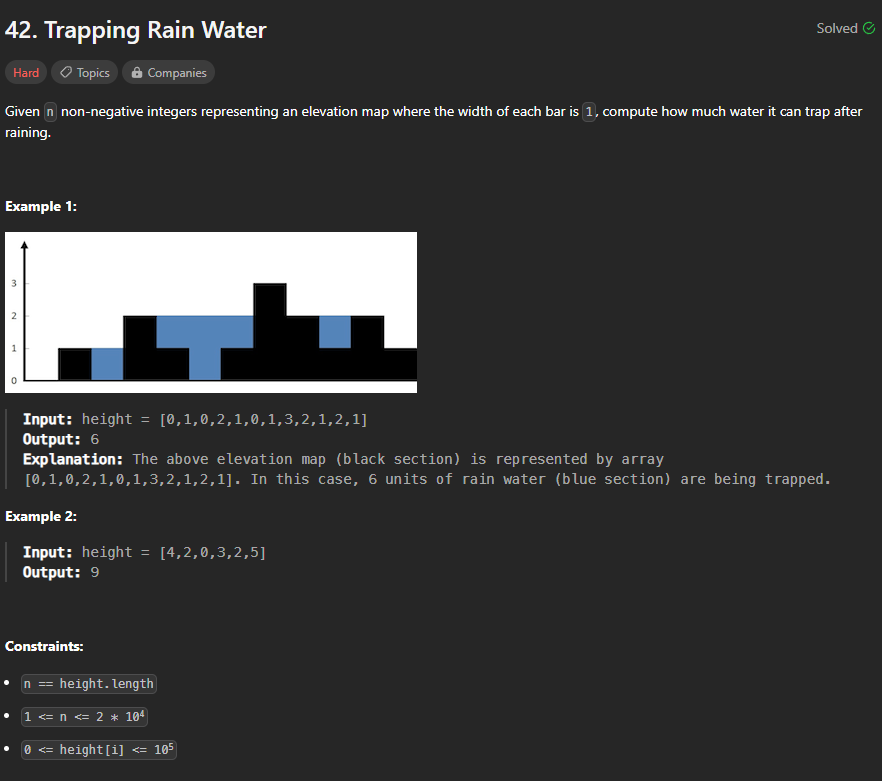 42. Trapping Rain Water
Solved
Hard
Topics
Companies
Given n non-negative integers representing an elevation map where the width of each bar is 1, compute how much water it can trap after
raining.
Example 1:
3
2
1
0
Input: height = [0,1,0,2,1,0,1,3,2,1,2,1]
Output: 6
Explanation: The above elevation map (black section) is represented by array
[0,1,0,2,1,0,1,3,2,1,2,1]. In this case, 6 units of rain water (blue section) are being trapped.
Example 2:
Input: height = [4,2,0,3,2,5]
Output: 9
Constraints:
• n == height.length
• 1 <= n <= 2 * 10⁴
• 0 <= height[i] <= 10⁵